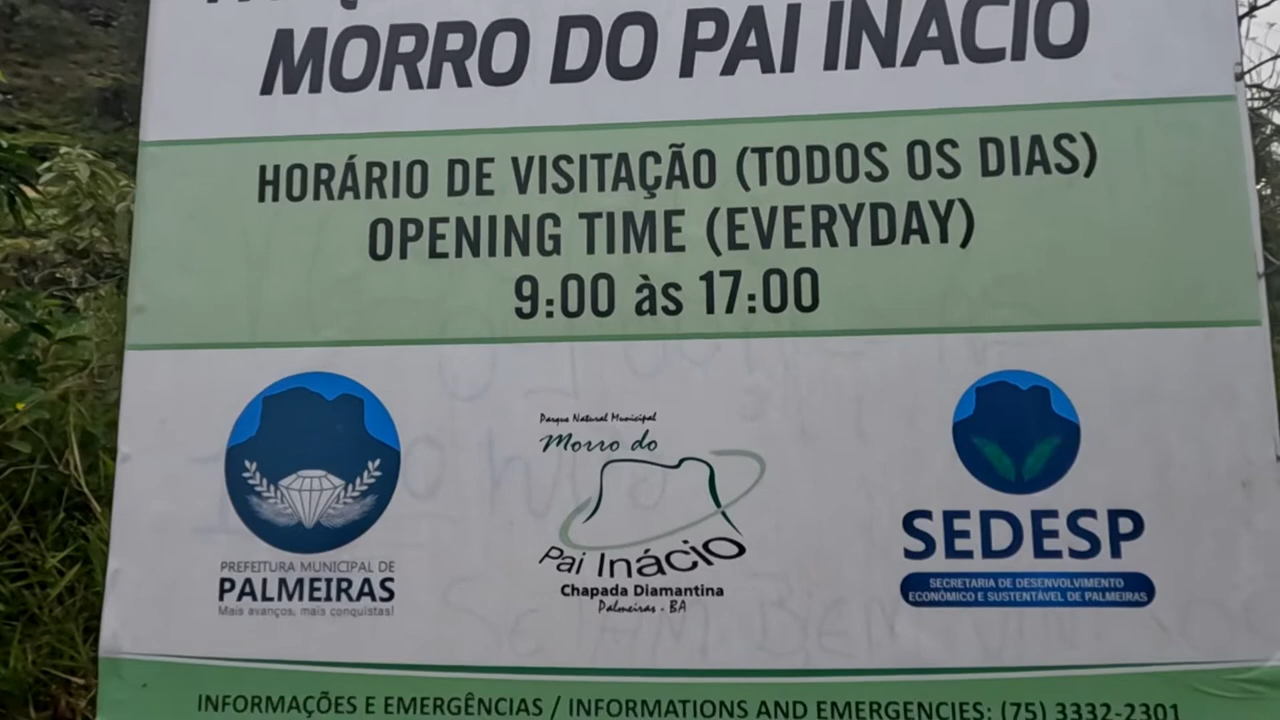 MORRO DO PAI INÁCIO
HORÁRIO DE VISITAÇÃO (TODOS OS DIAS)
OPENING TIME (EVERYDAY)
9:00 às 17:00
PREFEITURA MUNICIPAL DE
PALMEIRAS
Mais avanços, mais conquistas!
Parque Natural Municipal
Morro do
Pai Inácio
Chapada Diamantina
Palmeiras - BA
SEDESP
SECRETARIA DE DESENVOLVIMENTO
ECONÔMICO E SUSTENTÁVEL DE PALMEIRAS
INFORMAÇÕES E EMERGÊNCIAS / INFORMATIONS AND EMERGENCIES: (75) 3332-2301